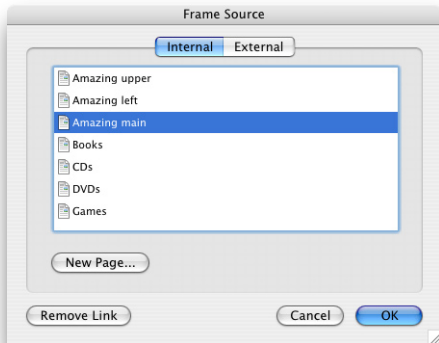 Frame Source
Internal External
Amazing upper
Amazing left
Amazing main
Books
CDs
DVDs
Games
New Page...
Remove Link Cancel OK